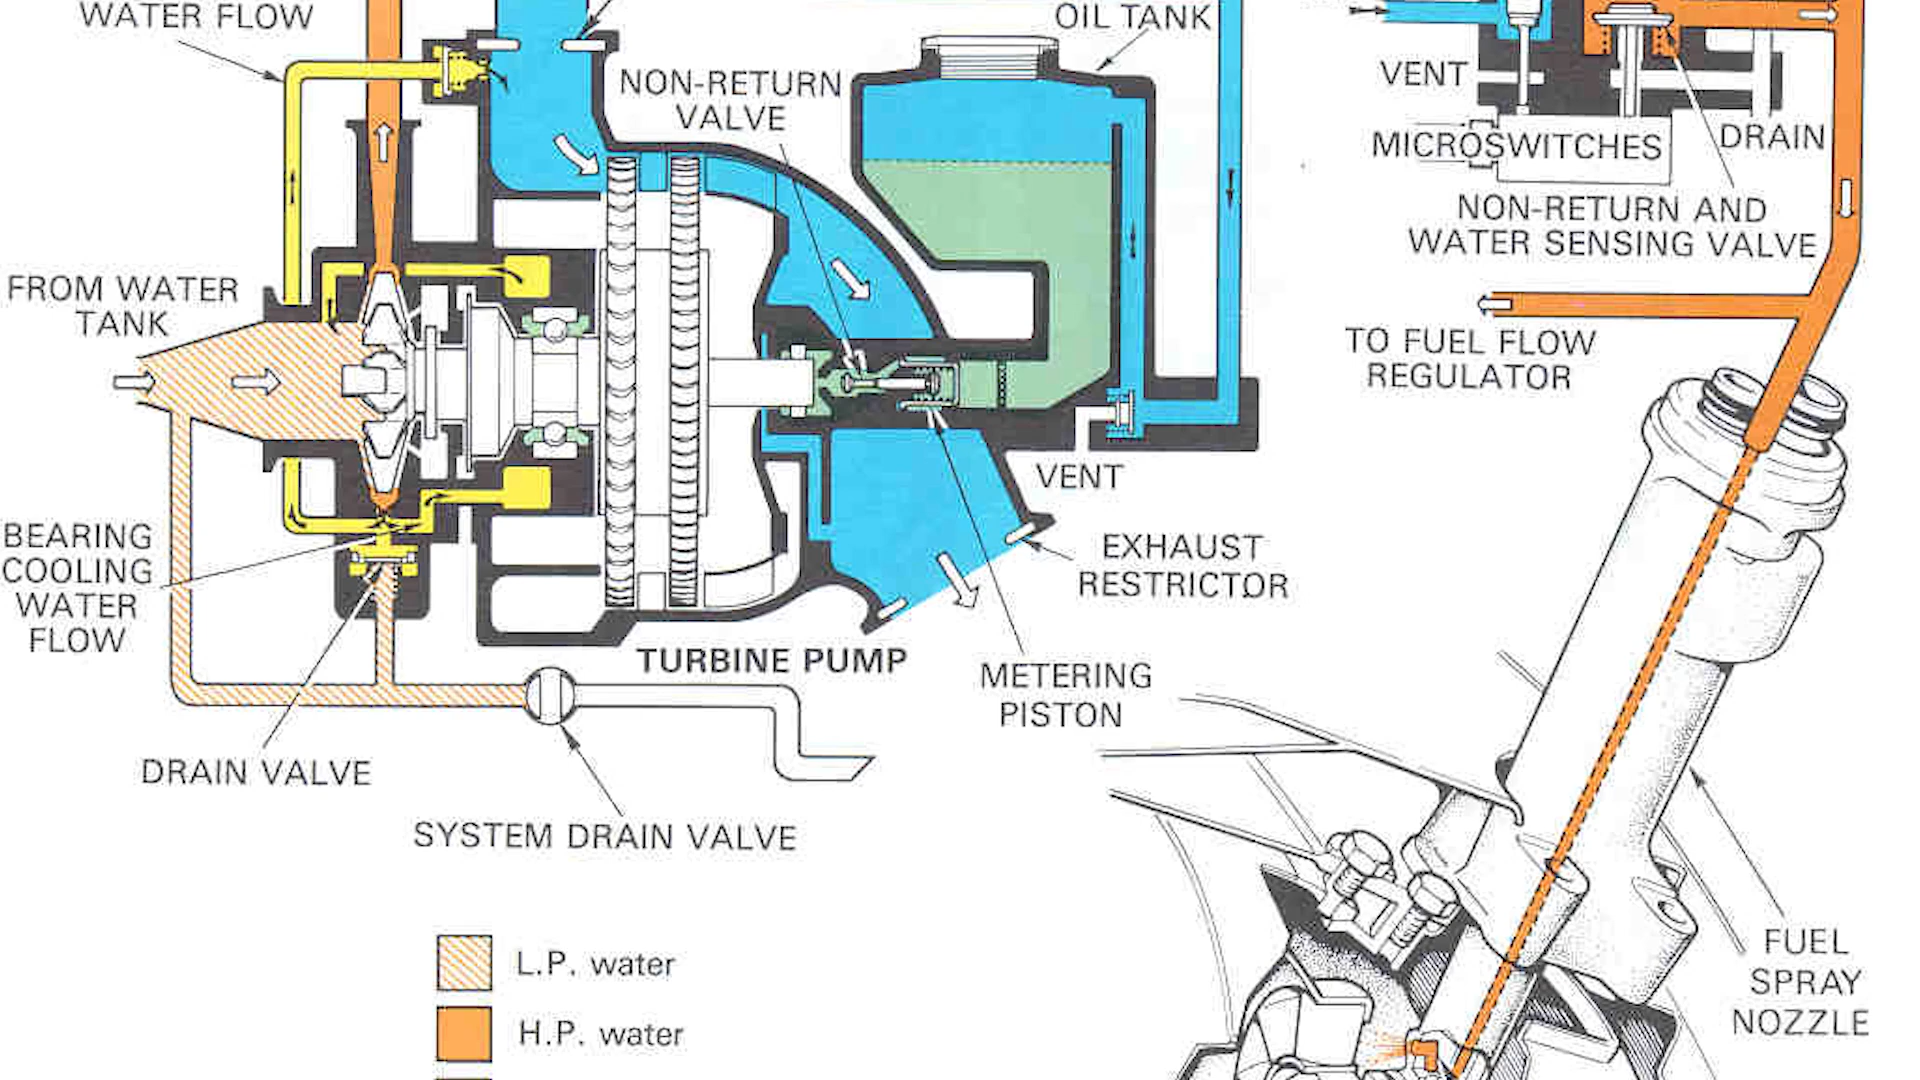 WATER FLOW
OIL TANK
NON-RETURN
VALVE
VENT
MICROSWITCHES
DRAIN
NON-RETURN AND
WATER SENSING VALVE
FROM WATER
TANK
TO FUEL FLOW
REGULATOR
VENT
BEARING
COOLING
WATER
FLOW
EXHAUST
RESTRICTOR
TURBINE PUMP
METERING
PISTON
DRAIN VALVE
SYSTEM DRAIN VALVE
FUEL
SPRAY
NOZZLE
L.P. water
H.P. water